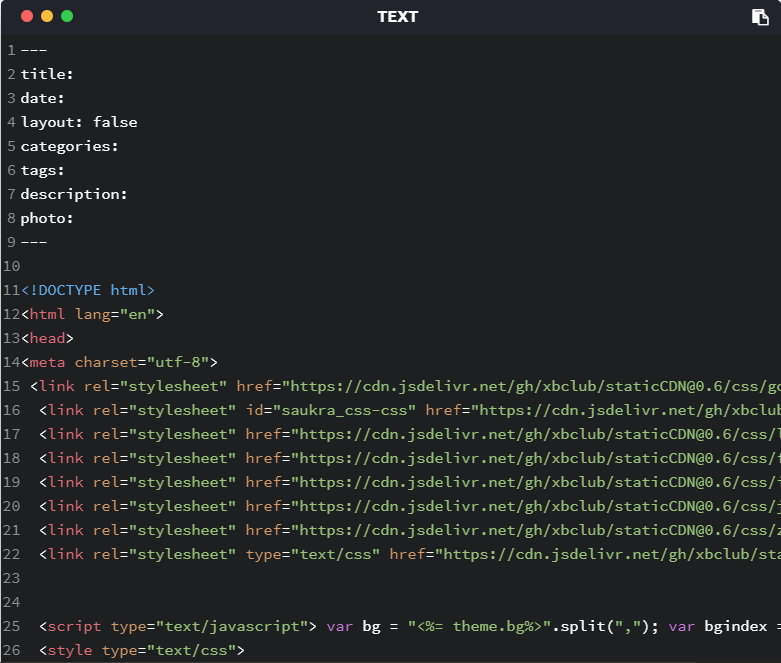 TEXT
1 ---
2 title:
3 date:
4 layout: false
5 categories:
6 tags:
7 description:
8 photo:
9 ---
10
11 <!DOCTYPE html>
12 <html lang="en">
13 <head>
14 <meta charset="utf-8">
15  <link rel="stylesheet" href="https://cdn.jsdelivr.net/gh/xbclub/staticCDN@0.6/css/go
16   <link rel="stylesheet" id="saukra_css-css" href="https://cdn.jsdelivr.net/gh/xbclub
17   <link rel="stylesheet" href="https://cdn.jsdelivr.net/gh/xbclub/staticCDN@0.6/css/
18   <link rel="stylesheet" href="https://cdn.jsdelivr.net/gh/xbclub/staticCDN@0.6/css/
19   <link rel="stylesheet" href="https://cdn.jsdelivr.net/gh/xbclub/staticCDN@0.6/css/
20   <link rel="stylesheet" href="https://cdn.jsdelivr.net/gh/xbclub/staticCDN@0.6/css/
21   <link rel="stylesheet" href="https://cdn.jsdelivr.net/gh/xbclub/staticCDN@0.6/css/
22   <link rel="stylesheet" type="text/css" href="https://cdn.jsdelivr.net/gh/xbclub/sta
23
24
25   <script type="text/javascript"> var bg = "<%= theme.bg%>".split(","); var bgindex =
26   <style type="text/css">